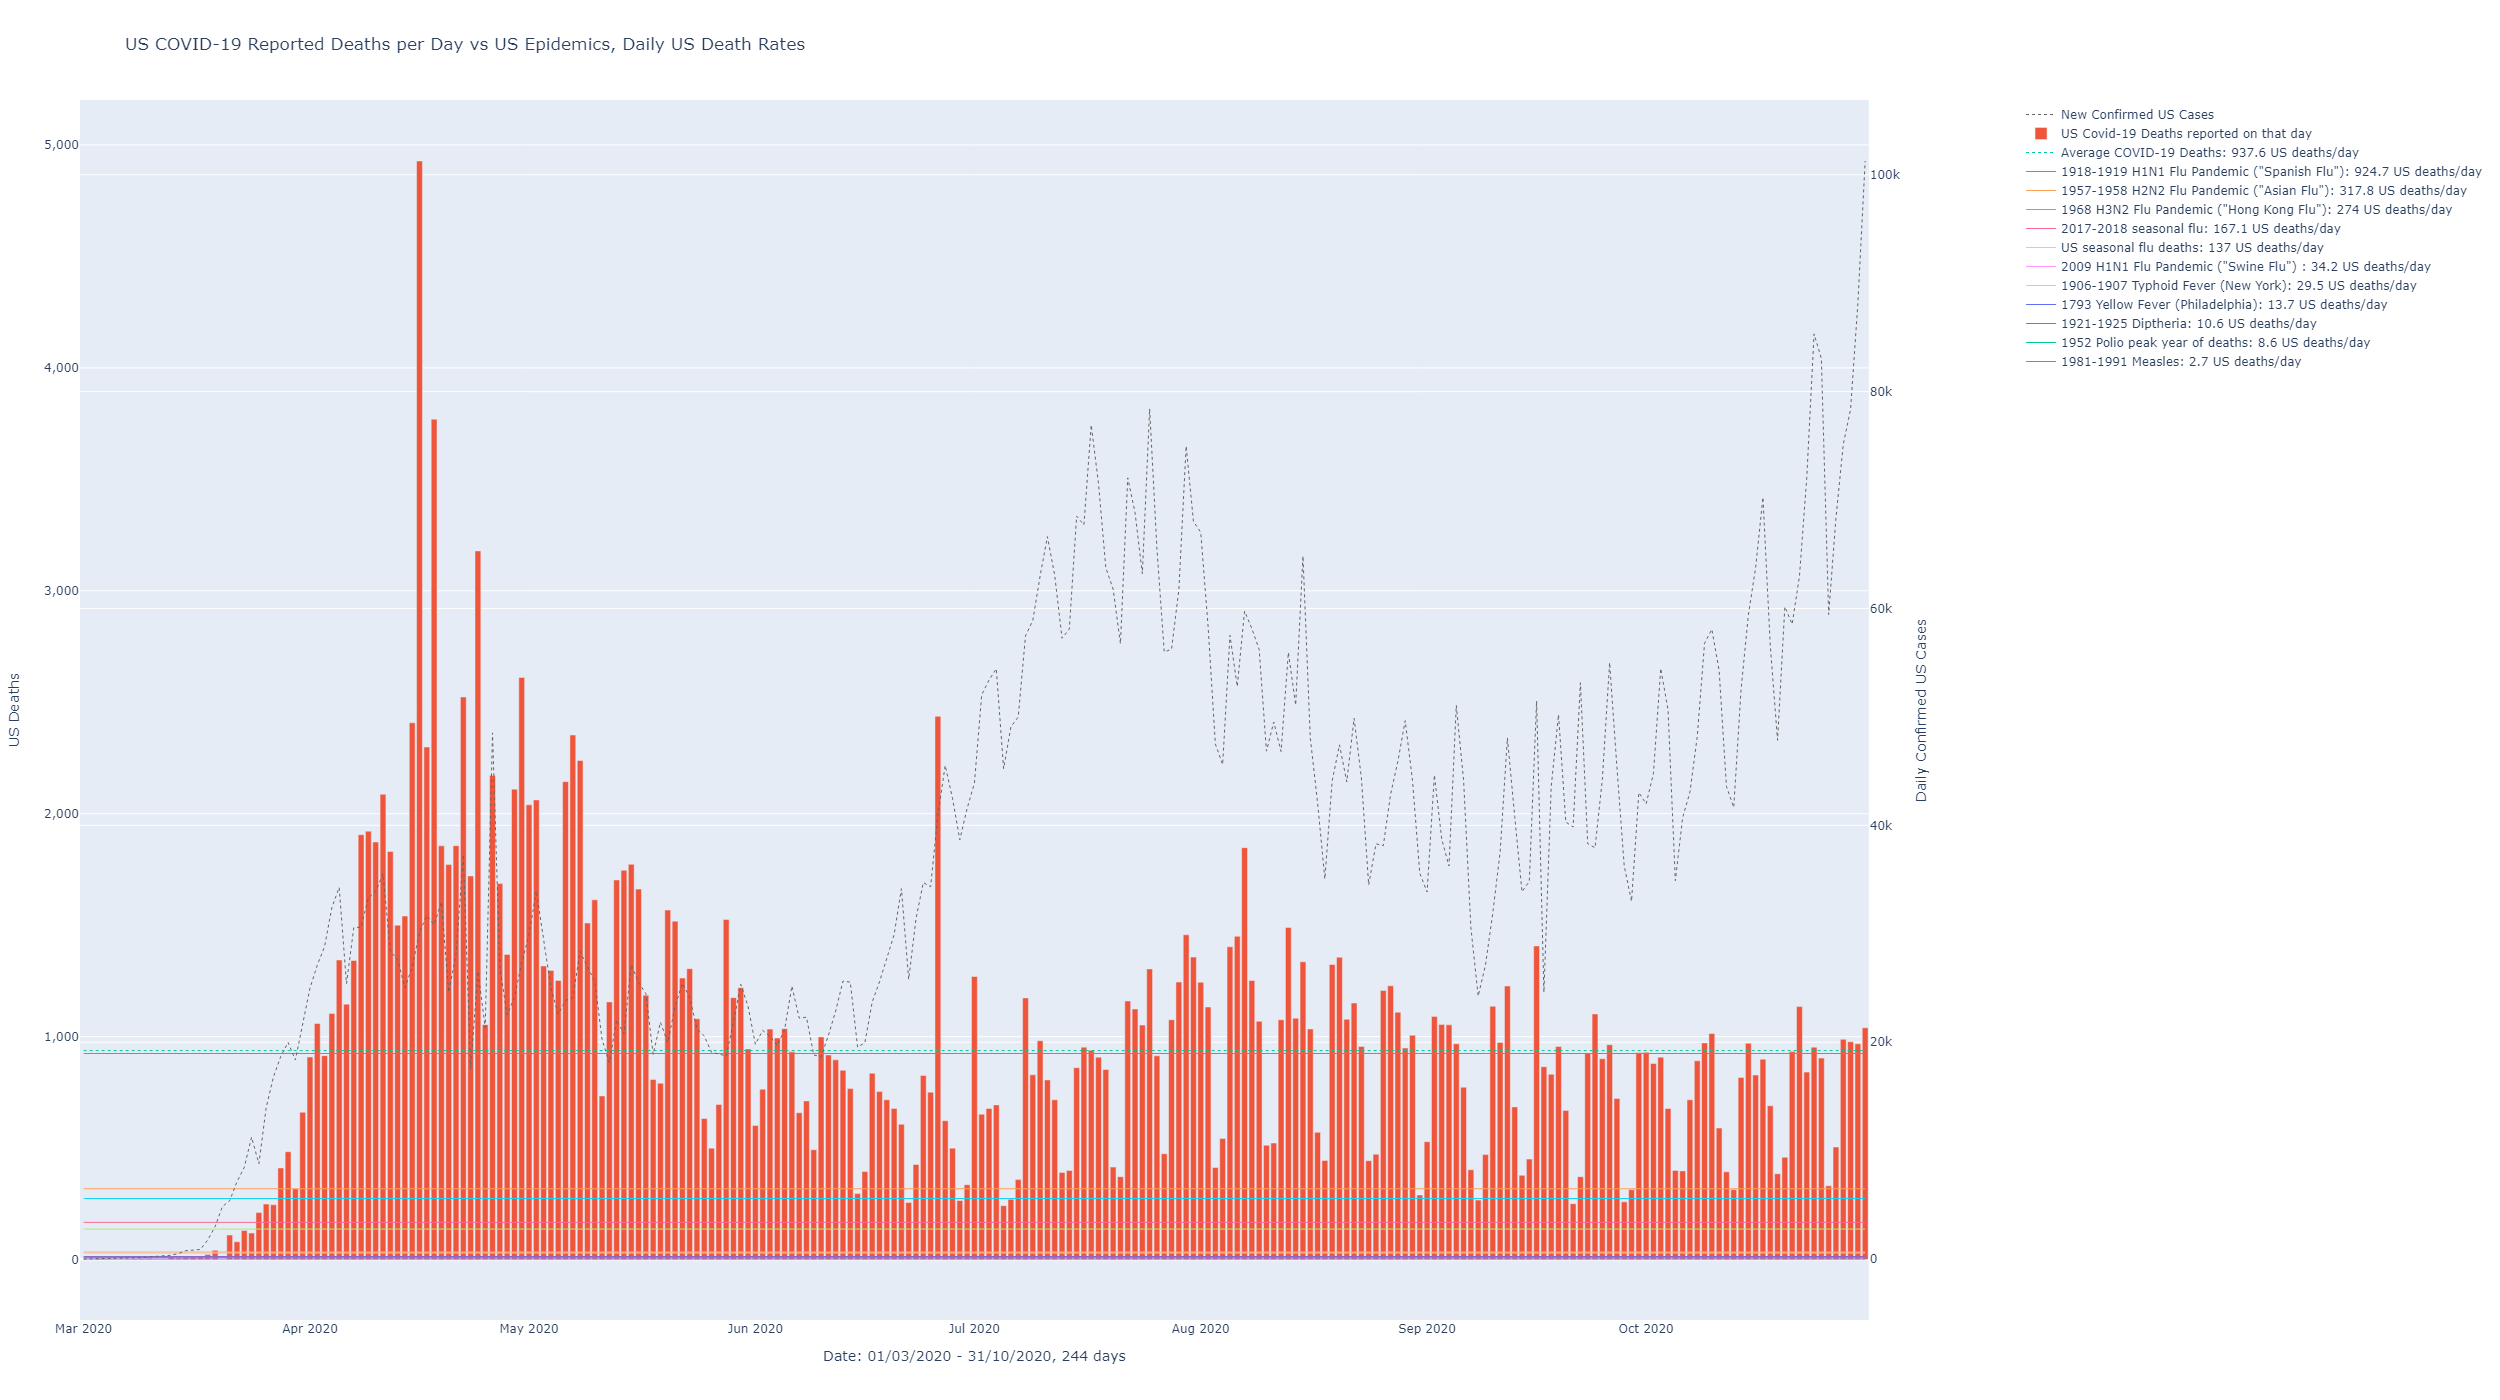 US COVID-19 Reported Deaths per Day vs US Epidemics, Daily US Death Rates
New Confirmed US Cases
US Covid-19 Deaths reported on that day
Average COVID-19 Deaths: 937.6 US deaths/day
1918-1919 H1N1 Flu Pandemic ("Spanish Flu"): 924.7 US deaths/day
1957-1958 H2N2 Flu Pandemic ("Asian Flu"): 317.8 US deaths/day
1968 H3N2 Flu Pandemic ("Hong Kong Flu"): 274 US deaths/day
2017-2018 seasonal flu: 167.1 US deaths/day
US seasonal flu deaths: 137 US deaths/day
2009 H1N1 Flu Pandemic ("Swine Flu") : 34.2 US deaths/day
1906-1907 Typhoid Fever (New York): 29.5 US deaths/day
1793 Yellow Fever (Philadelphia): 13.7 US deaths/day
1921-1925 Diptheria: 10.6 US deaths/day
1952 Polio peak year of deaths: 8.6 US deaths/day
1981-1991 Measles: 2.7 US deaths/day
US Deaths
5,000
4,000
3,000
2,000
1,000
0
100k
80k
60k
40k
20k
0
Daily Confirmed US Cases
Mar 2020
Apr 2020
May 2020
Jun 2020
Jul 2020
Aug 2020
Sep 2020
Oct 2020
Date: 01/03/2020 - 31/10/2020, 244 days